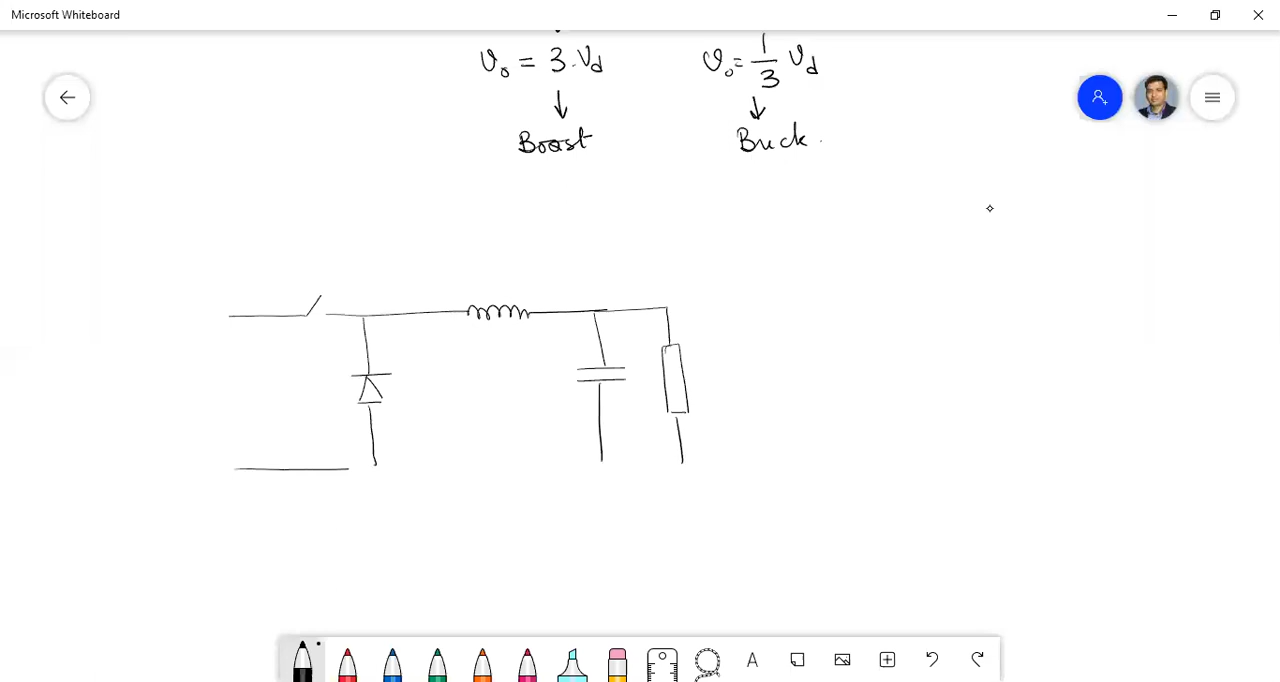 Microsoft Whiteboard
v₀ = 3·Vd
v₀ = 1/3 Vd
Boost
Buck
A